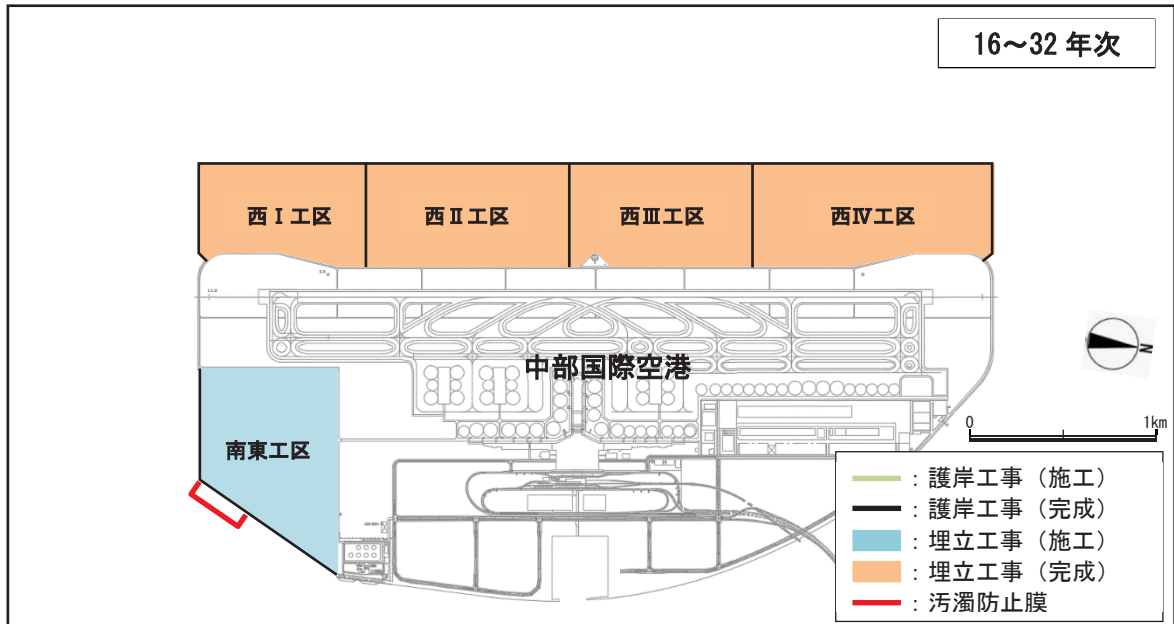 16～32 年次
西Ⅰ工区
西Ⅱ工区
西Ⅲ工区
西Ⅳ工区
中部国際空港
N
南東工区
0 1km
：護岸工事（施工）
：護岸工事（完成）
：埋立工事（施工）
：埋立工事（完成）
：汚濁防止膜